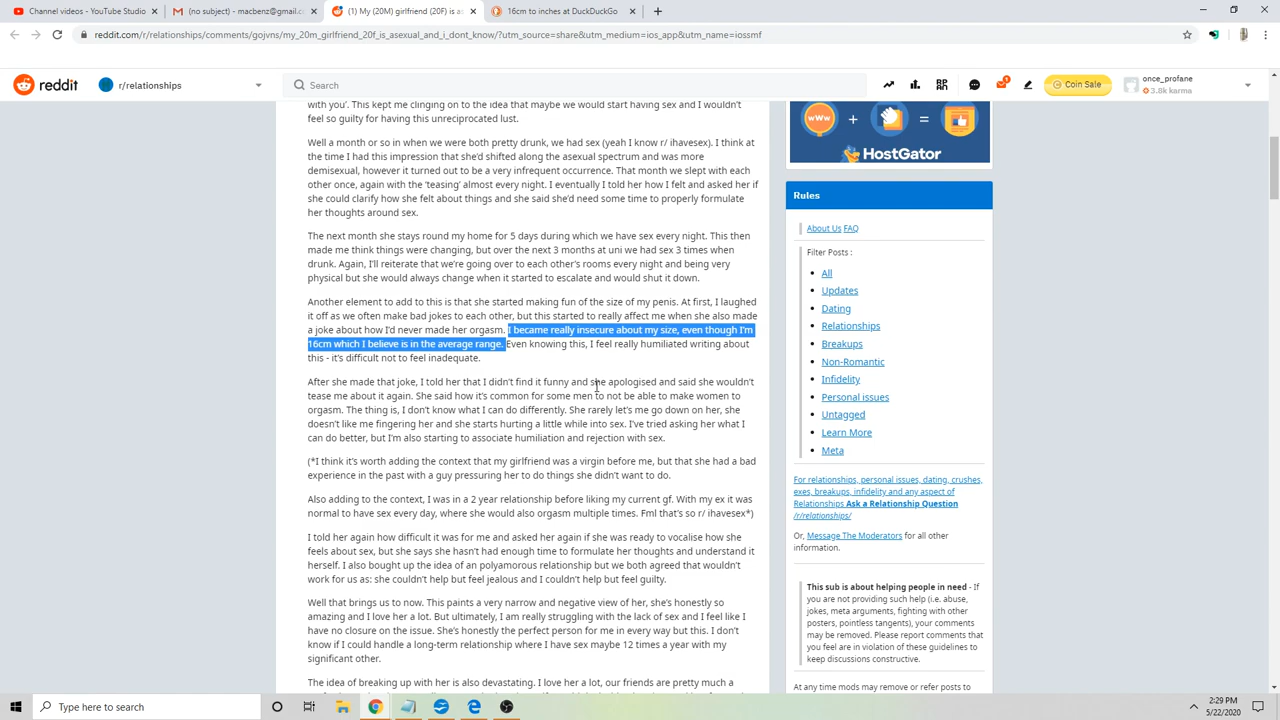 Channel videos - YouTube Studio
(no subject) - macbenz@gmail.c
(1) My (20M) girlfriend (20F) is as
16cm to inches at DuckDuckGo
reddit.com/r/relationships/comments/gojvns/my_20m_girlfriend_20f_is_asexual_and_i_dont_know/?utm_source=share&utm_medium=ios_app&utm_name=iossmf
reddit
r/relationships
Search
1
Coin Sale
once_profane
3.8k karma
with you'. This kept me clinging on to the idea that maybe we would start having sex and I wouldn't
feel so guilty for having this unreciprocated lust.
Well a month or so in when we were both pretty drunk, we had sex (yeah I know r/ ihavesex). I think at
the time I had this impression that she'd shifted along the asexual spectrum and was more
demisexual, however it turned out to be a very infrequent occurrence. That month we slept with each
other once, again with the 'teasing' almost every night. I eventually I told her how I felt and asked her if
she could clarify how she felt about things and she said she'd need some time to properly formulate
her thoughts around sex.
The next month she stays round my home for 5 days during which we have sex every night. This then
made me think things were changing, but over the next 3 months at uni we had sex 3 times when
drunk. Again, I'll reiterate that we're going over to each other's rooms every night and being very
physical but she would always change when it started to escalate and would shut it down.
Another element to add to this is that she started making fun of the size of my penis. At first, I laughed
it off as we often make bad jokes to each other, but this started to really affect me when she also made
a joke about how I'd never made her orgasm. I became really insecure about my size, even though I'm
16cm which I believe is in the average range. Even knowing this, I feel really humiliated writing about
this - it's difficult not to feel inadequate.
After she made that joke, I told her that I didn't find it funny and she apologised and said she wouldn't
tease me about it again. She said how it's common for some men to not be able to make women to
orgasm. The thing is, I don't know what I can do differently. She rarely let's me go down on her, she
doesn't like me fingering her and she starts hurting a little while into sex. I've tried asking her what I
can do better, but I'm also starting to associate humiliation and rejection with sex.
(*I think it's worth adding the context that my girlfriend was a virgin before me, but that she had a bad
experience in the past with a guy pressuring her to do things she didn't want to do.
Also adding to the context, I was in a 2 year relationship before liking my current gf. With my ex it was
normal to have sex every day, where she would also orgasm multiple times. Fml that's so r/ ihavesex*)
I told her again how difficult it was for me and asked her again if she was ready to vocalise how she
feels about sex, but she says she hasn't had enough time to formulate her thoughts and understand it
herself. I also bought up the idea of an polyamorous relationship but we both agreed that wouldn't
work for us as: she couldn't help but feel jealous and I couldn't help but feel guilty.
Well that brings us to now. This paints a very narrow and negative view of her, she's honestly so
amazing and I love her a lot. But ultimately, I am really struggling with the lack of sex and I feel like I
have no closure on the issue. She's honestly the perfect person for me in every way but this. I don't
know if I could handle a long-term relationship where I have sex maybe 12 times a year with my
significant other.
The idea of breaking up with her is also devastating. I love her a lot, our friends are pretty much a
www
HostGator
Rules
About Us FAQ
Filter Posts :
All
Updates
Dating
Relationships
Breakups
Non-Romantic
Infidelity
Personal issues
Untagged
Learn More
Meta
For relationships, personal issues, dating, crushes,
exes, breakups, infidelity and any aspect of
Relationships Ask a Relationship Question
/r/relationships/
Or, Message The Moderators for all other
information.
This sub is about helping people in need - If
you are not providing such help (i.e. abuse,
jokes, meta arguments, fighting with other
posters, pointless tangents), your comments
may be removed. Please report comments that
you feel are in violation of these guidelines to
keep discussions constructive.
At any time mods may remove or refer posts to
Type here to search
2:29 PM
5/22/2020